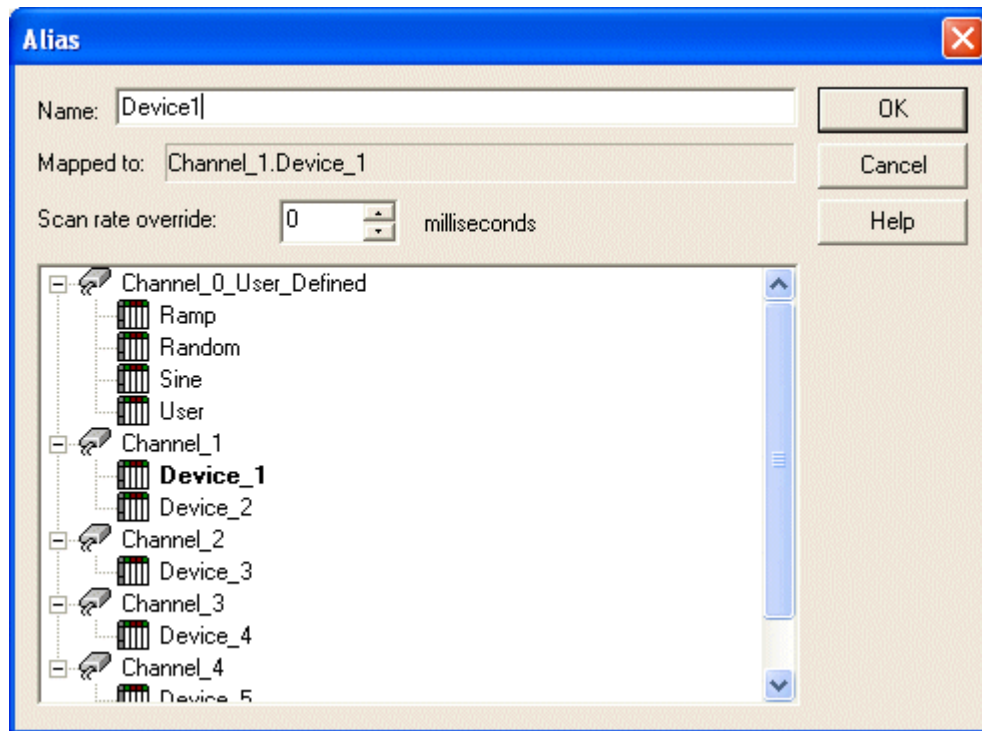 Alias
Name: Device1
OK
Mapped to: Channel_1.Device_1
Cancel
Scan rate override: 0 milliseconds
Help
Channel_0_User_Defined
Ramp
Random
Sine
User
Channel_1
Device_1
Device_2
Channel_2
Device_3
Channel_3
Device_4
Channel_4
Device_5